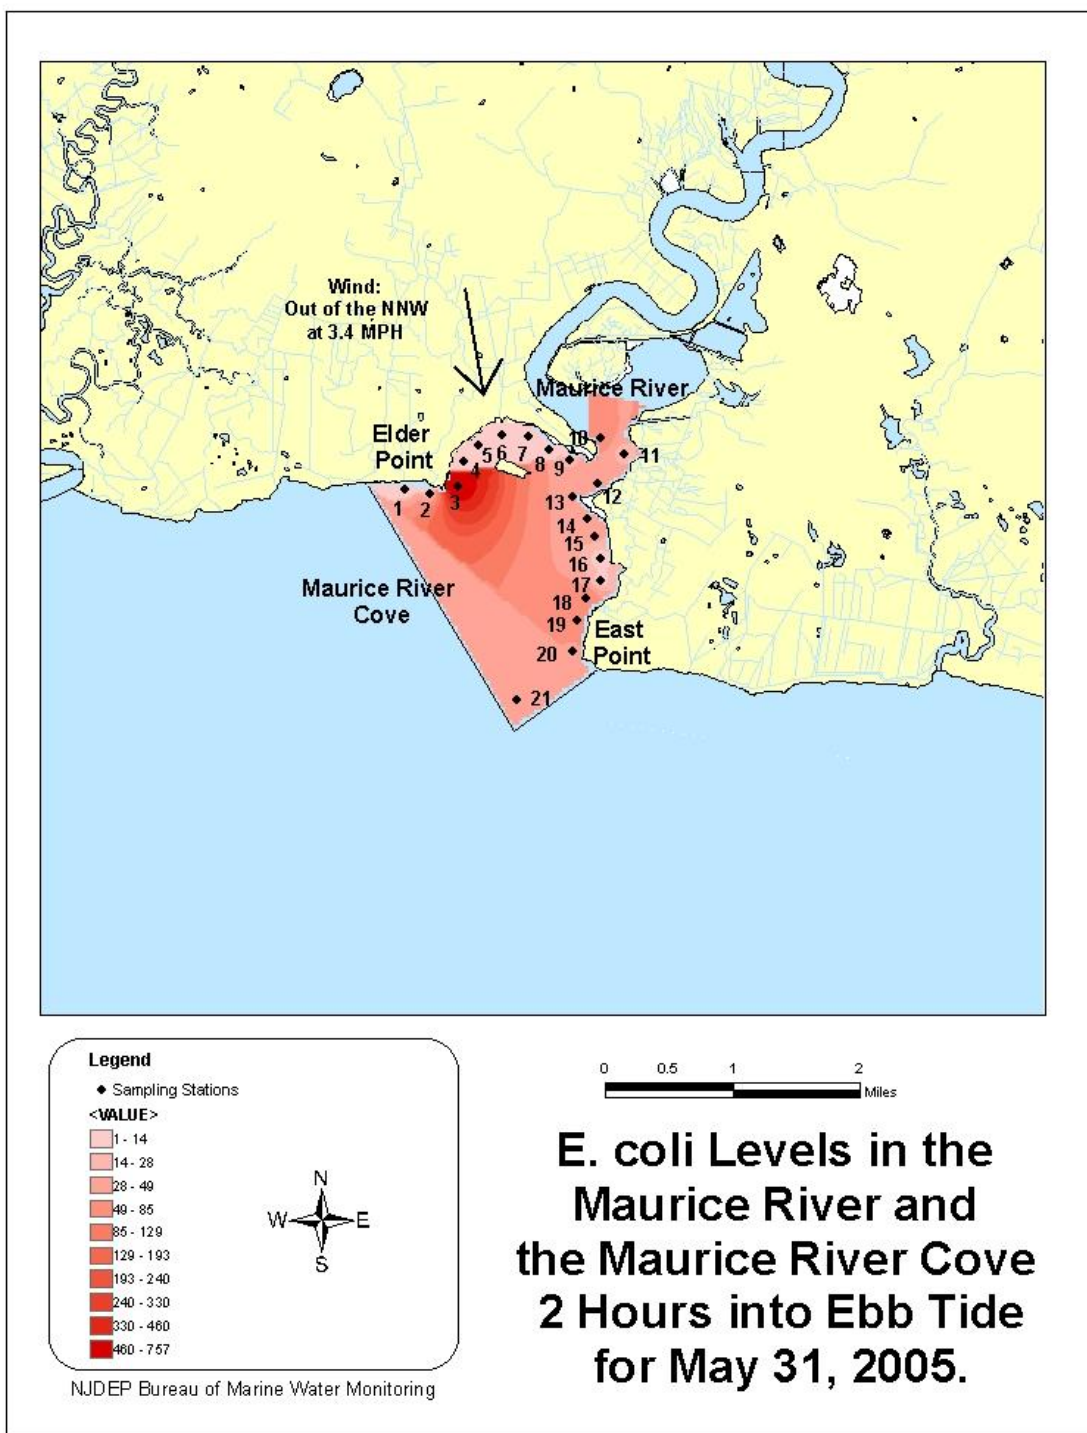 Wind:
Out of the NNW
at 3.4 MPH
Maurice River
Elder
Point
1
2
3
4
5
6
7
8
9
10
11
12
13
14
15
16
17
18
19
20
21
East
Point
Maurice River
Cove
Legend
Sampling Stations
<VALUE>
1 - 14
14 - 28
28 - 49
49 - 85
85 - 129
129 - 193
193 - 240
240 - 330
330 - 460
460 - 757
N
W E
S
NJDEP Bureau of Marine Water Monitoring
0 0.5 1 2
Miles
E. coli Levels in the
Maurice River and
the Maurice River Cove
2 Hours into Ebb Tide
for May 31, 2005.